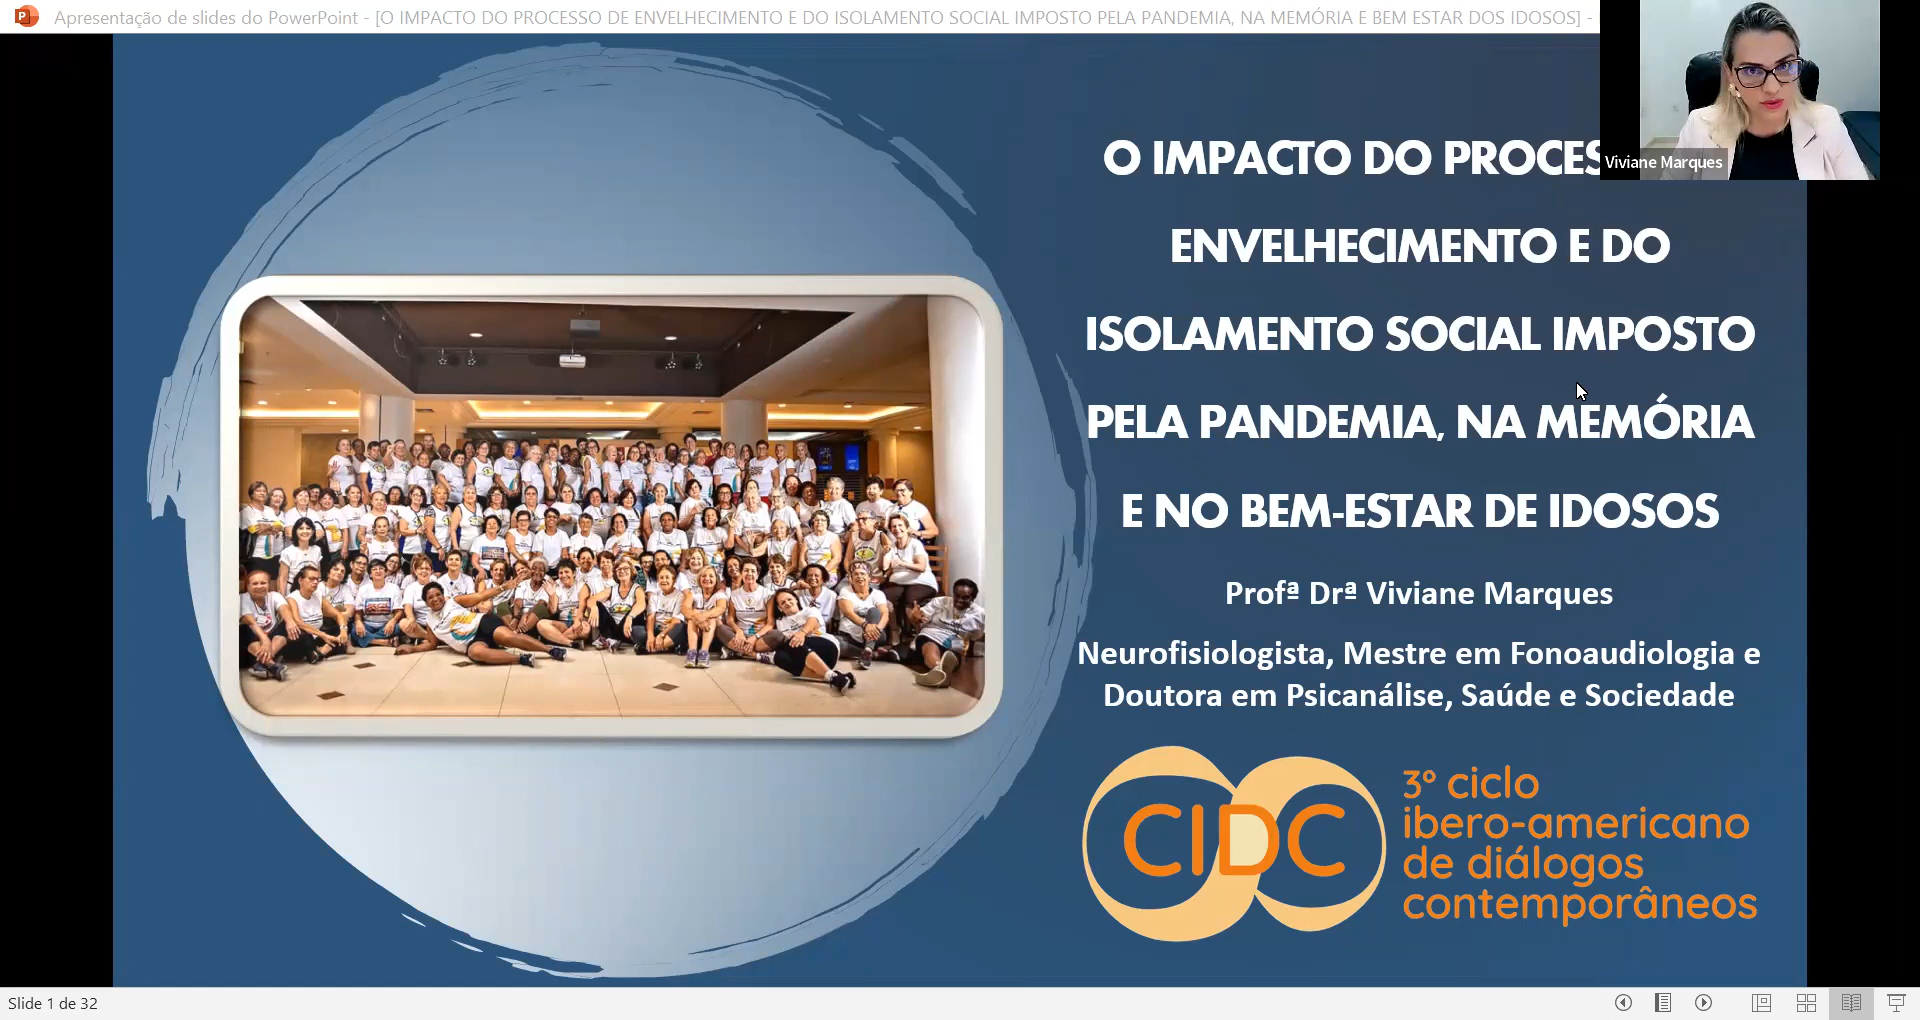 Apresentação de slides do PowerPoint - [O IMPACTO DO PROCESSO DE ENVELHECIMENTO E DO ISOLAMENTO SOCIAL IMPOSTO PELA PANDEMIA, NA MEMÓRIA E BEM ESTAR DOS IDOSOS] -
Viviane Marques
O IMPACTO DO PROCES
ENVELHECIMENTO E DO
ISOLAMENTO SOCIAL IMPOSTO
PELA PANDEMIA, NA MEMÓRIA
E NO BEM-ESTAR DE IDOSOS
Profª Drª Viviane Marques
Neurofisiologista, Mestre em Fonoaudiologia e
Doutora em Psicanálise, Saúde e Sociedade
CIDC
3º ciclo
ibero-americano
de diálogos
contemporâneos
Slide 1 de 32